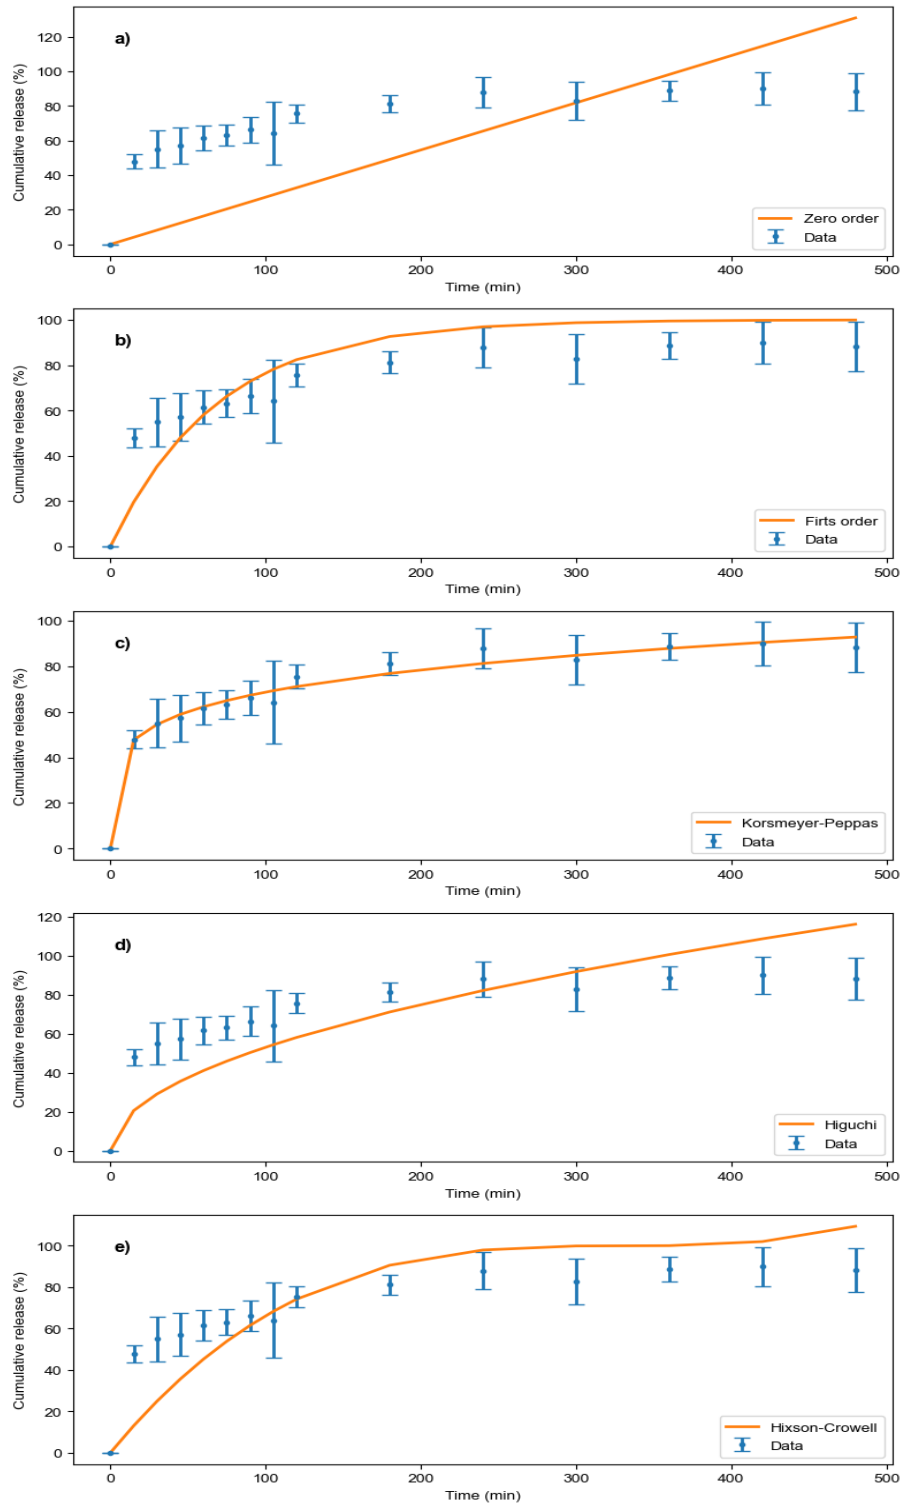 a)
Cumulative release (%)
120
100
80
60
40
20
0
Zero order
Data
0 100 200 300 400 500
Time (min)
b)
Cumulative release (%)
100
80
60
40
20
0
Firts order
Data
0 100 200 300 400 500
Time (min)
c)
Cumulative release (%)
100
80
60
40
20
0
Korsmeyer-Peppas
Data
0 100 200 300 400 500
Time (min)
d)
Cumulative release (%)
120
100
80
60
40
20
0
Higuchi
Data
0 100 200 300 400 500
Time (min)
e)
Cumulative release (%)
100
80
60
40
20
0
Hixson-Crowell
Data
0 100 200 300 400 500
Time (min)